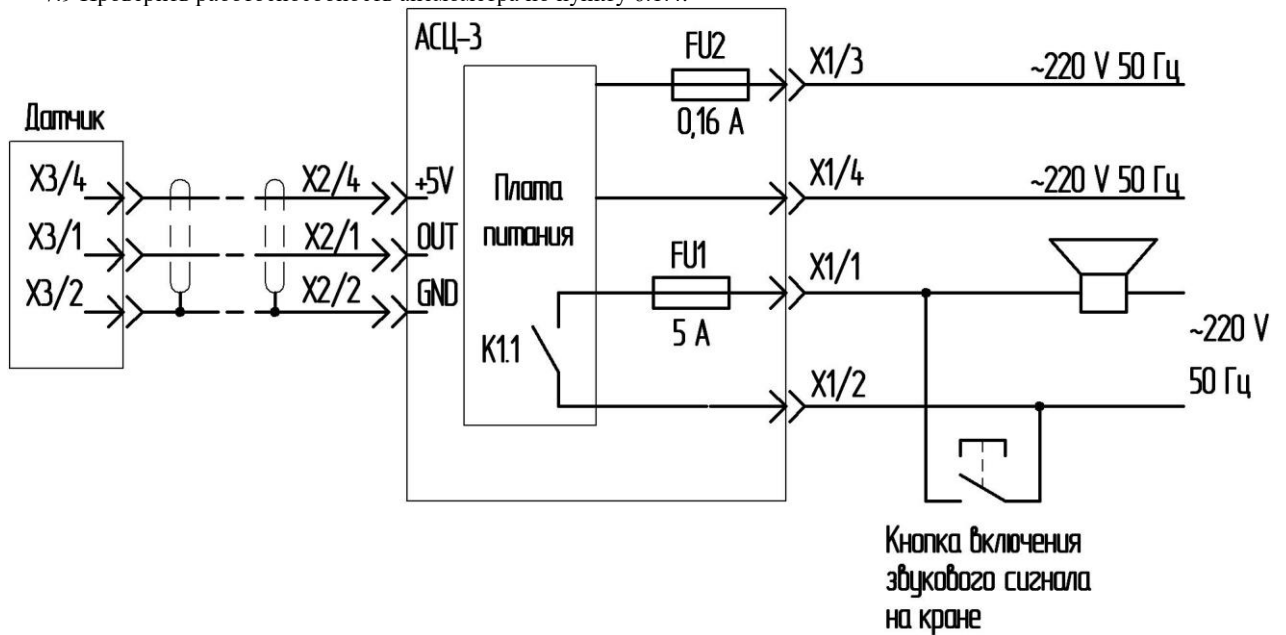 АСЦ-3
FU2
X1/3
~220 V 50 Гц
0,16 А
Датчик
X3/4
X2/4
+5V
X1/4
~220 V 50 Гц
Плата
питания
X3/1
X2/1
OUT
FU1
X1/1
X3/2
X2/2
GND
5 А
K1.1
~220 V
X1/2
50 Гц
Кнопка включения
звукового сигнала
на кране